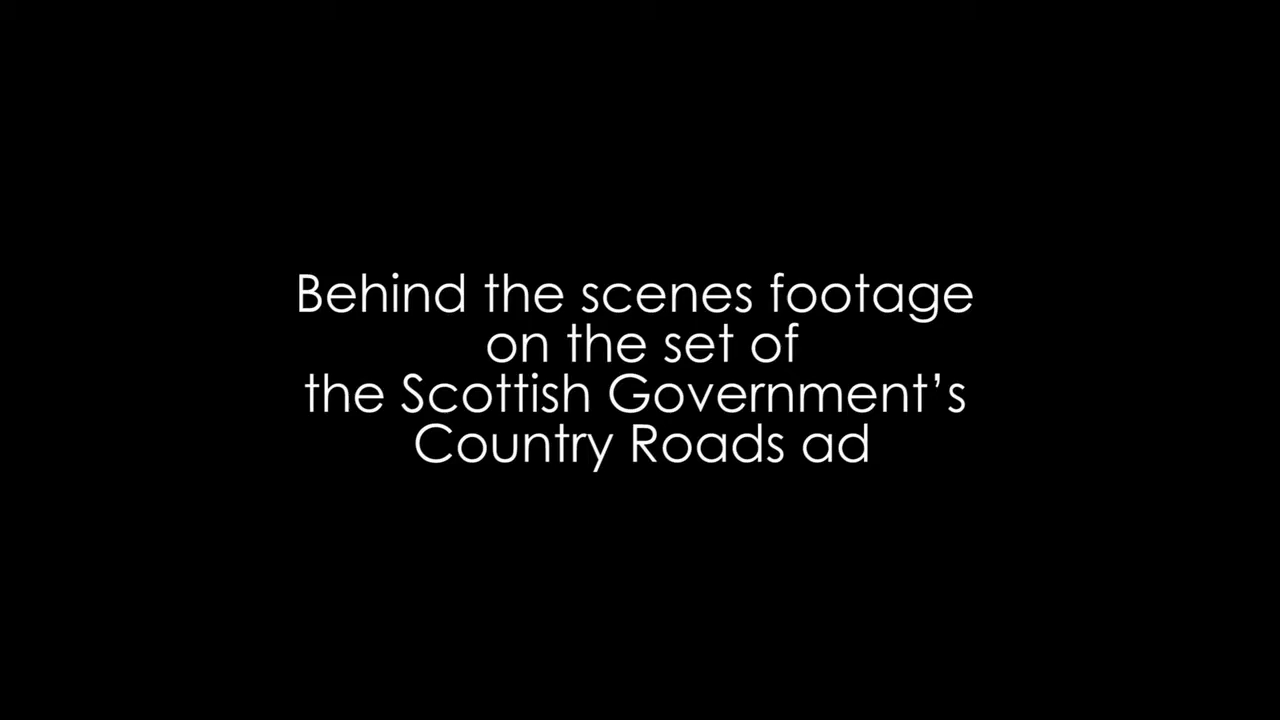 Behind the scenes footage
on the set of
the Scottish Government’s
Country Roads ad